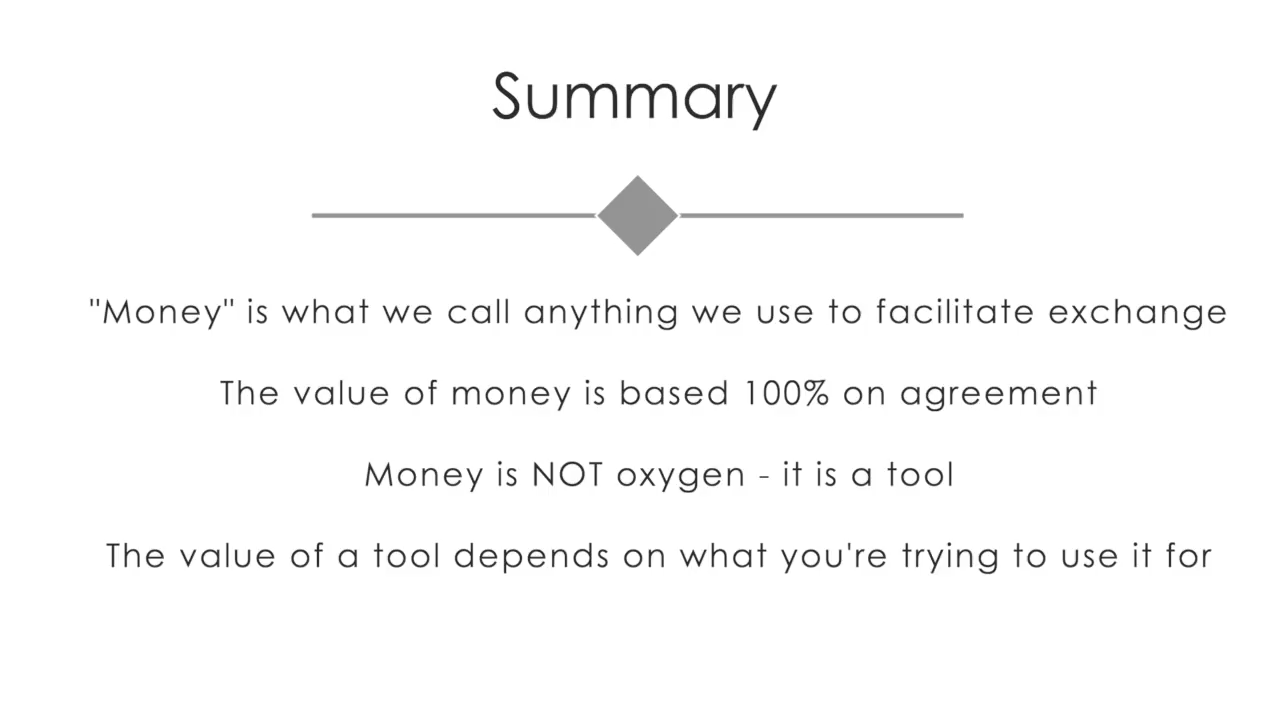 Summary
"Money" is what we call anything we use to facilitate exchange
The value of money is based 100% on agreement
Money is NOT oxygen - it is a tool
The value of a tool depends on what you're trying to use it for